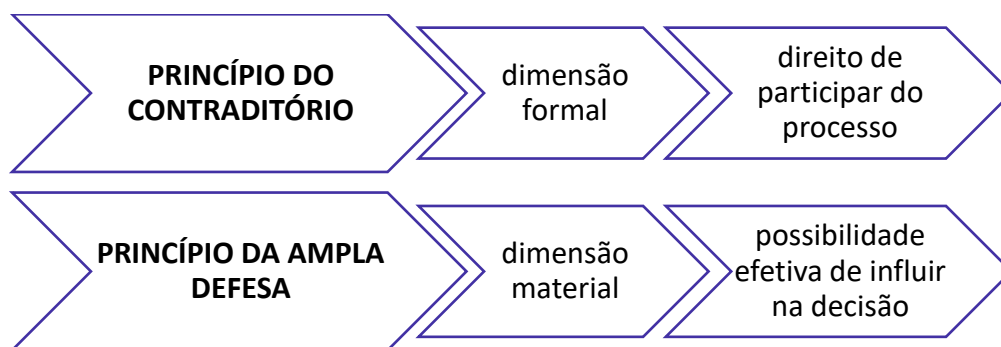 PRINCÍPIO DO
CONTRADITÓRIO
dimensão
formal
direito de
participar do
processo
PRINCÍPIO DA AMPLA
DEFESA
dimensão
material
possibilidade
efetiva de influir
na decisão